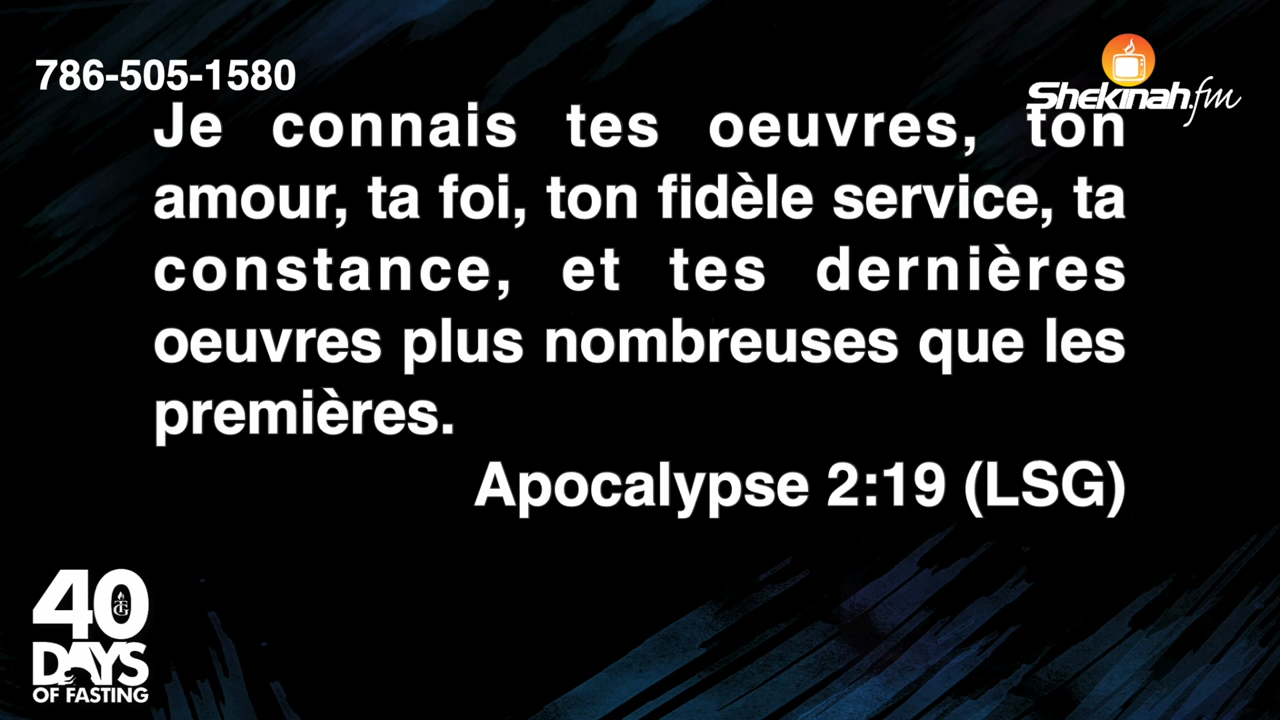 786-505-1580
Shekinah.fm
Je connais tes oeuvres, ton
amour, ta foi, ton fidèle service, ta
constance, et tes dernières
oeuvres plus nombreuses que les
premières.
Apocalypse 2:19 (LSG)
40
DAYS
OF FASTING